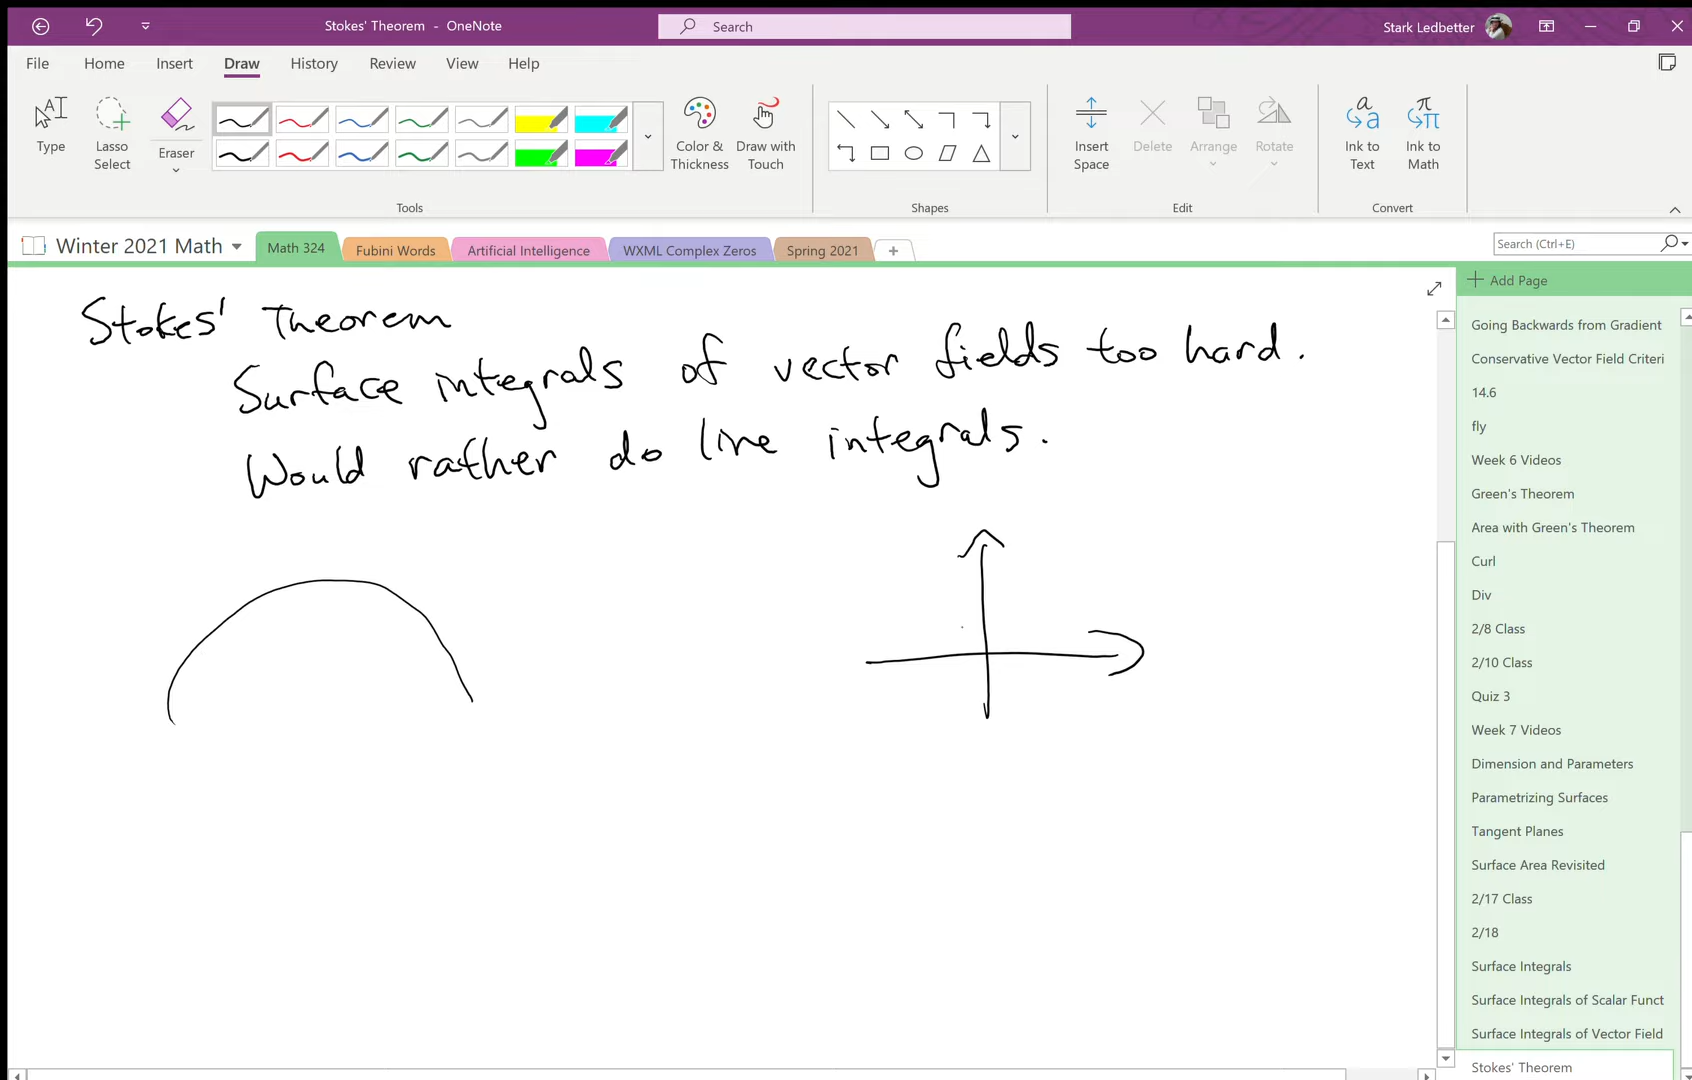 Stokes' Theorem - OneNote
Search
Stark Ledbetter
File Home Insert Draw History Review View Help
Type
Lasso Select
Eraser
Color & Thickness
Draw with Touch
Insert Space
Delete
Arrange
Rotate
Ink to Text
Ink to Math
Tools
Shapes
Edit
Convert
Winter 2021 Math
Math 324
Fubini Words
Artificial Intelligence
WXML Complex Zeros
Spring 2021
Search (Ctrl+E)
Stokes' Theorem
Surface integrals of vector fields too hard.
Would rather do line integrals.
Add Page
Going Backwards from Gradient
Conservative Vector Field Criteri
14.6
fly
Week 6 Videos
Green's Theorem
Area with Green's Theorem
Curl
Div
2/8 Class
2/10 Class
Quiz 3
Week 7 Videos
Dimension and Parameters
Parametrizing Surfaces
Tangent Planes
Surface Area Revisited
2/17 Class
2/18
Surface Integrals
Surface Integrals of Scalar Funct
Surface Integrals of Vector Field
Stokes' Theorem